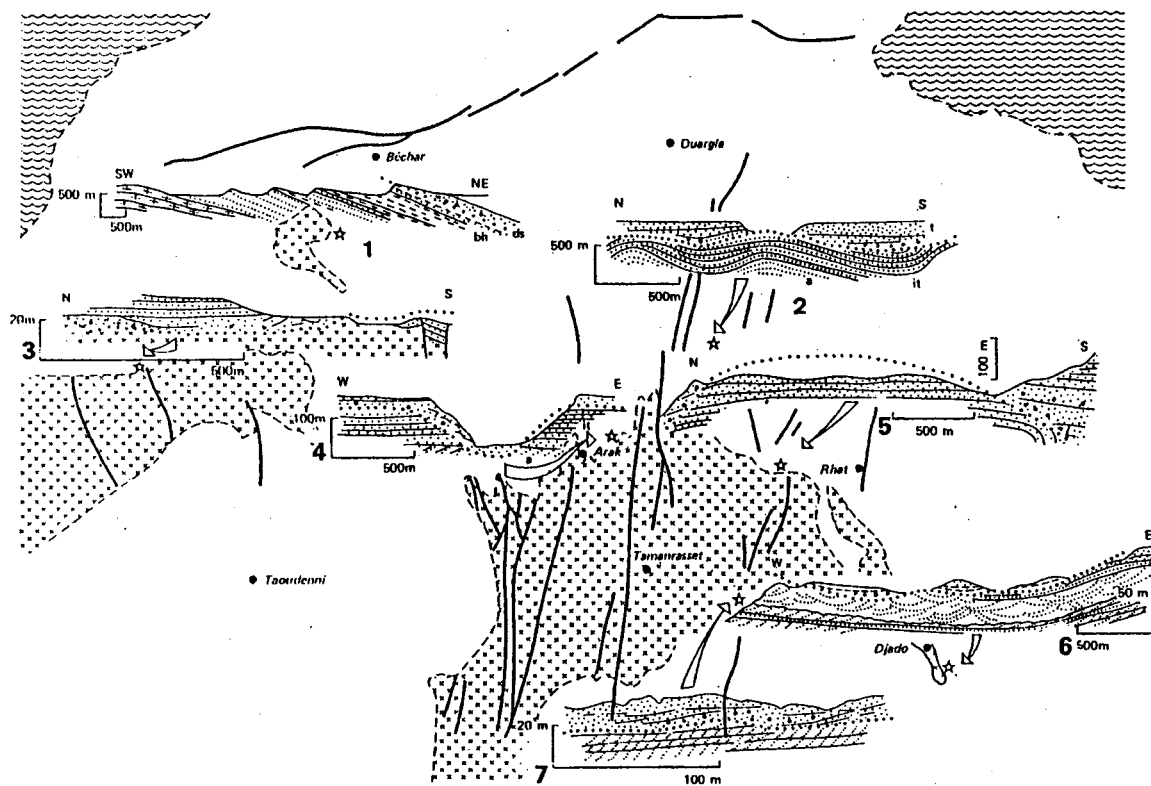 Béchar
Ouargla
SW
NE
500 m
500m
bh
ds
1
N
S
t
500 m
500m
a
it
2
N
S
20m
3
500m
W
E
100m
4
500m
a
Arak
N
S
E
100
5
500 m
Rhat
Tamanrasset
Taoudenni
W
E
50 m
6
500m
Djado
20 m
7
100 m